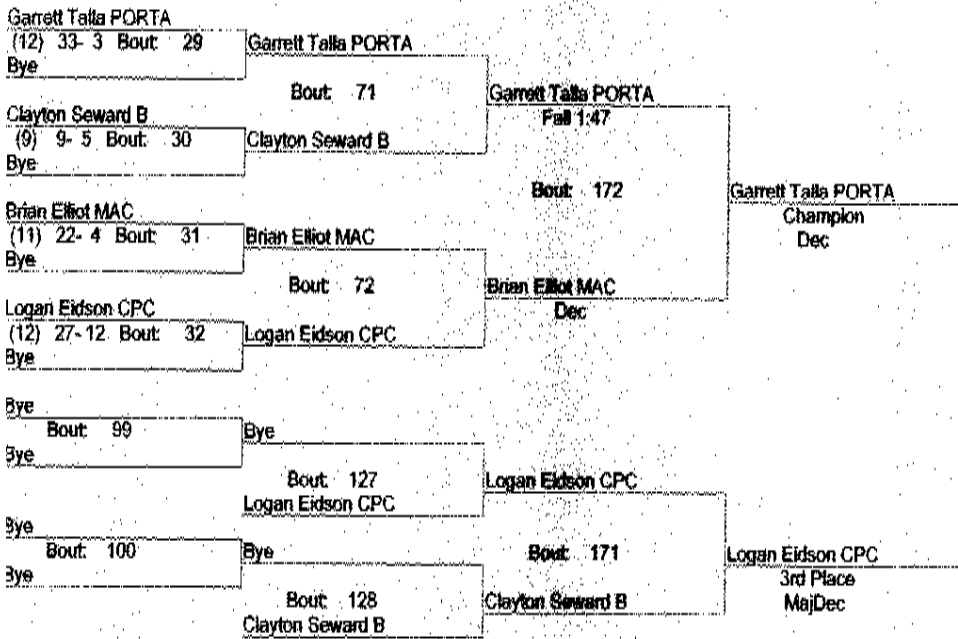 Garrett Talla PORTA
(12) 33- 3 Bout: 29
Bye
Garrett Talla PORTA
Bout: 71
Clayton Seward B
(9) 9- 5 Bout: 30
Bye
Clayton Seward B
Garrett Talla PORTA
Fall 1:47
Bout: 172
Brian Elliot MAC
(11) 22- 4 Bout: 31
Bye
Brian Elliot MAC
Bout: 72
Logan Eidson CPC
(12) 27- 12 Bout: 32
Bye
Logan Eidson CPC
Brian Elliot MAC
Dec
Garrett Talla PORTA
Champion
Dec
Bye
Bout: 99
Bye
Bye
Bout: 127
Logan Eidson CPC
Logan Eidson CPC
Bye
Bout: 100
Bye
Bye
Bout: 128
Clayton Seward B
Bout: 171
Clayton Seward B
Logan Eidson CPC
3rd Place
MajDec